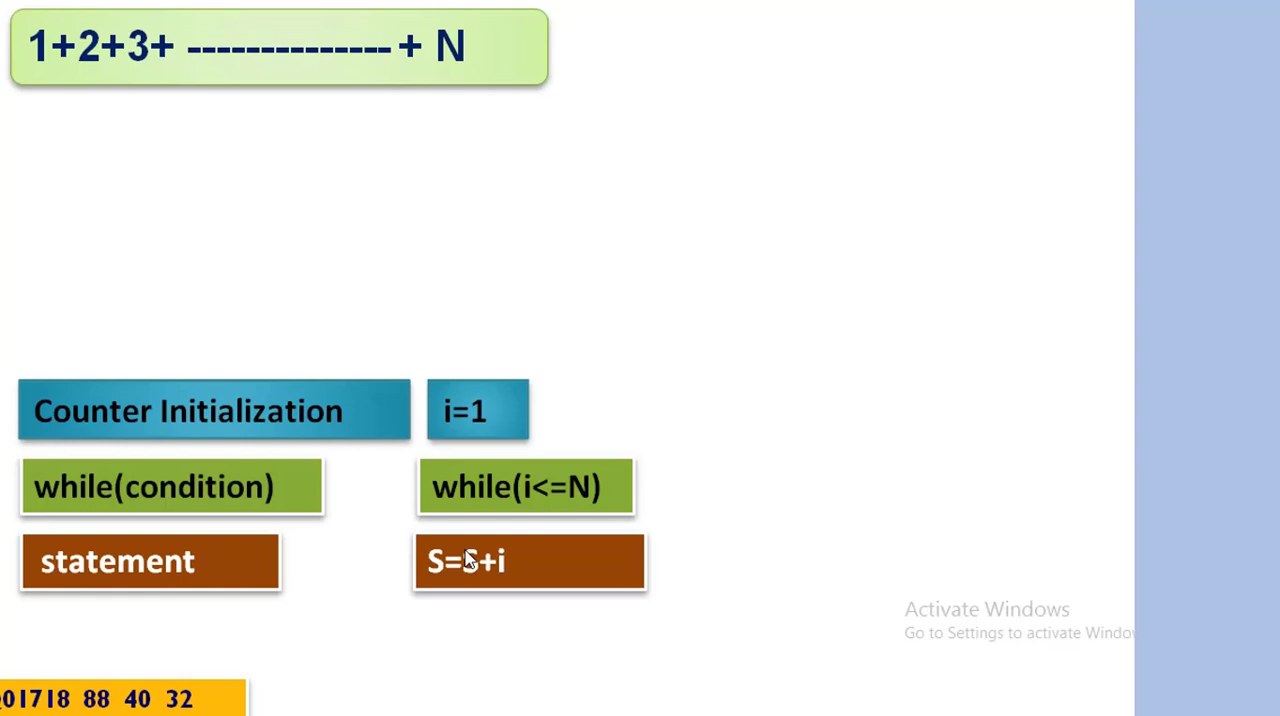 1+2+3+ -------------- + N
Counter Initialization
i=1
while(condition)
while(i<=N)
statement
S=S+i
Activate Windows
Go to Settings to activate Windo
01718 88 40 32